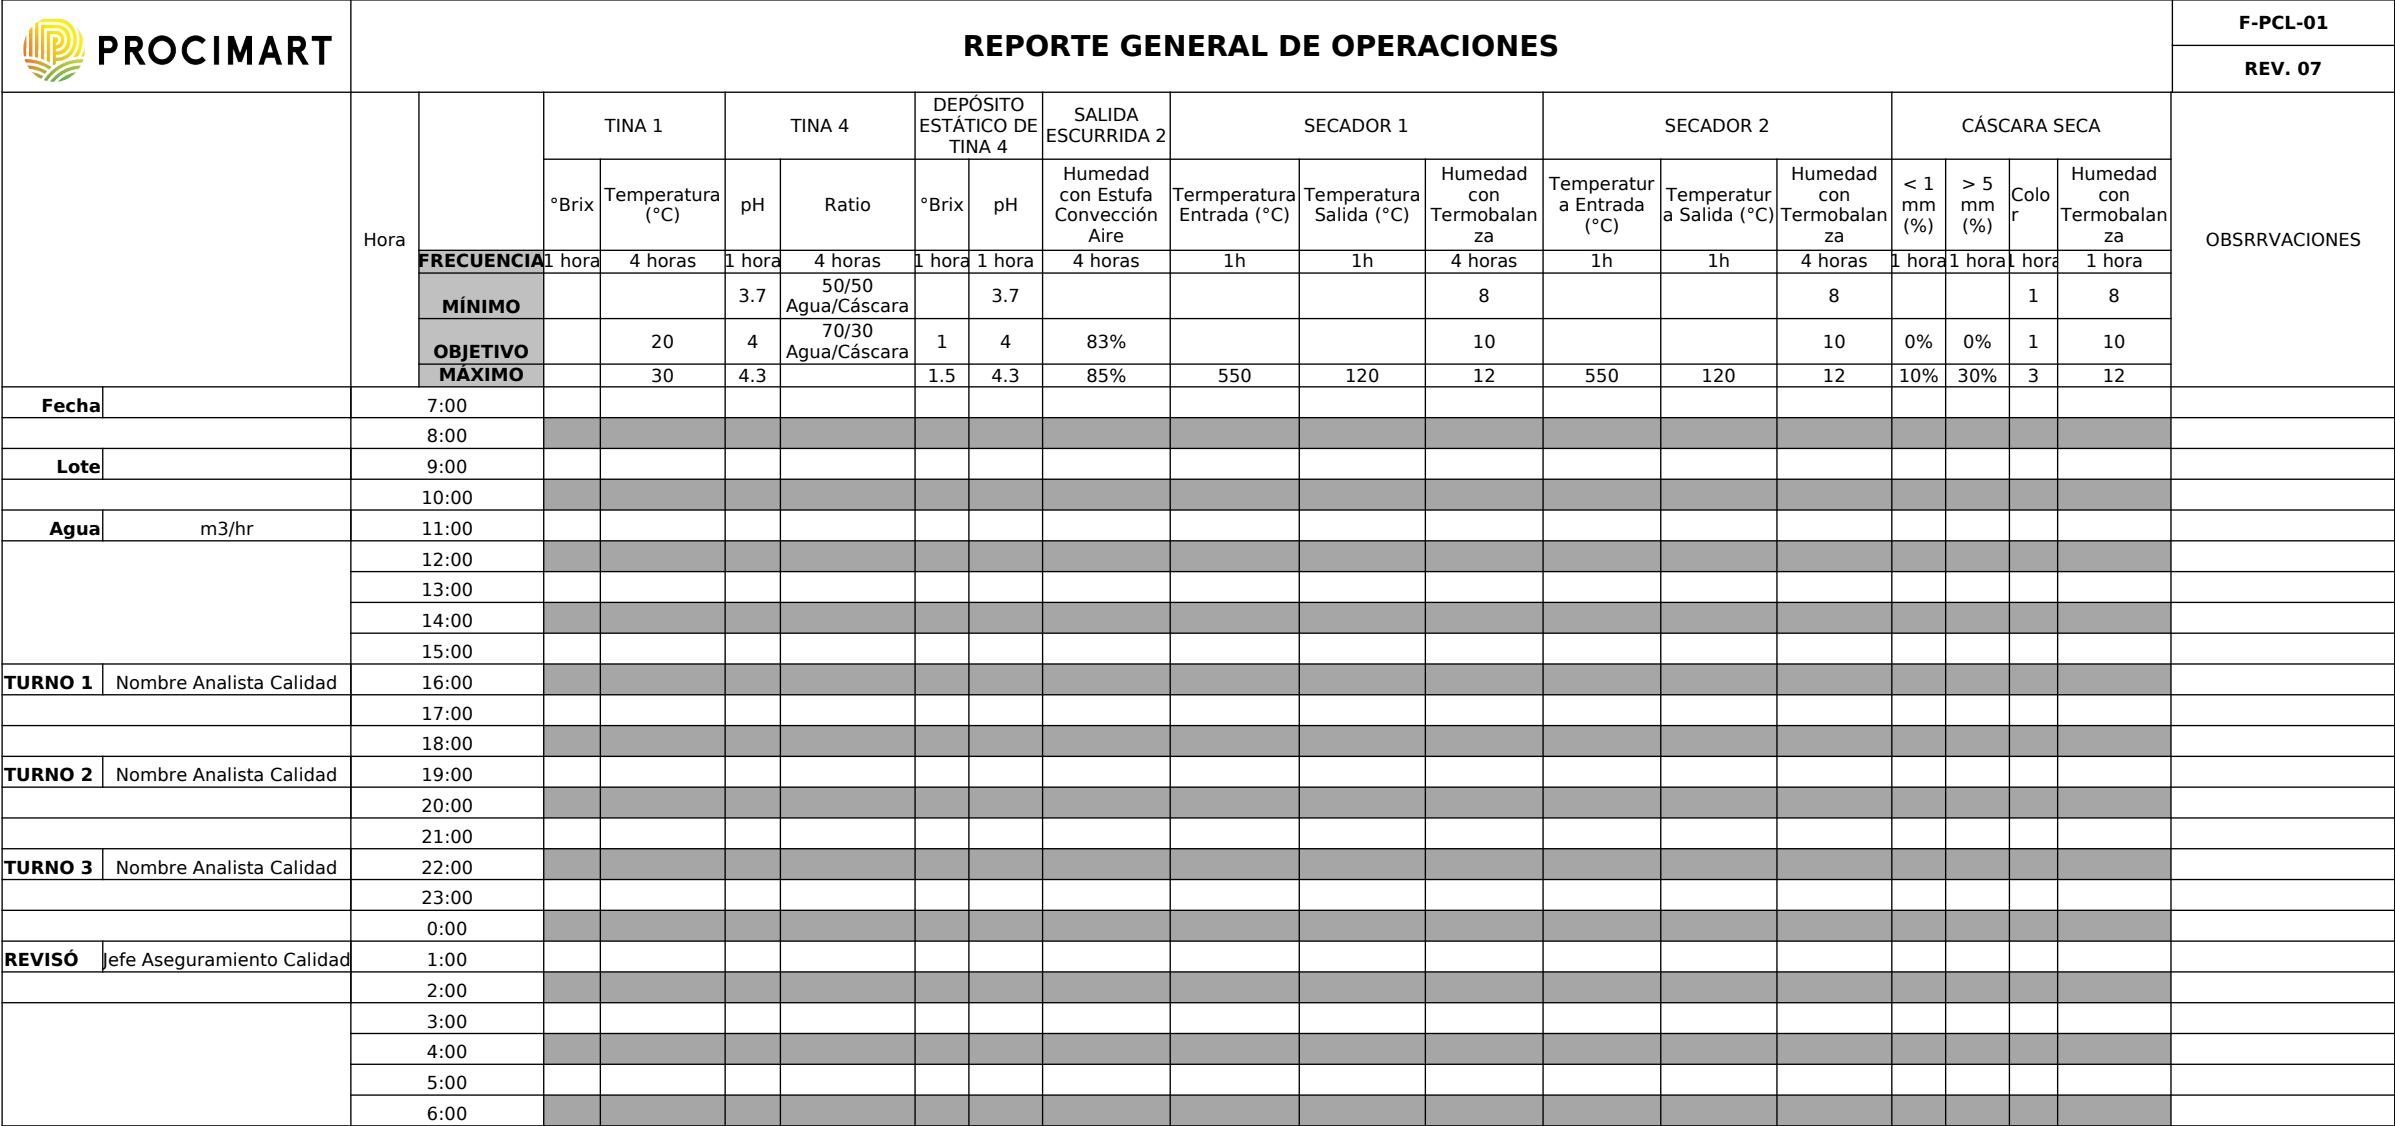 PROCIMART
REPORTE GENERAL DE OPERACIONES
F-PCL-01
REV. 07
Hora
TINA 1
TINA 4
DEPÓSITO
ESTÁTICO DE
TINA 4
SALIDA
ESCURRIDA 2
SECADOR 1
SECADOR 2
CÁSCARA SECA
OBSRRVACIONES
°Brix
Temperatura
(°C)
pH
Ratio
°Brix
pH
Humedad
con Estufa
Convección
Aire
Termperatura
Entrada (°C)
Temperatura
Salida (°C)
Humedad
con
Termobalan
za
Temperatur
a Entrada
(°C)
Temperatur
a Salida (°C)
Humedad
con
Termobalan
za
< 1
mm
(%)
> 5
mm
(%)
Colo
r
Humedad
con
Termobalan
za
FRECUENCIA 1 hora 4 horas 1 hora 4 horas 1 hora 1 hora 4 horas 1h 1h 4 horas 1h 1h 4 horas 1 hora 1 hora 1 hora 1 hora
MÍNIMO 3.7 50/50 Agua/Cáscara 3.7 8 8 1 8
OBJETIVO 20 4 70/30 Agua/Cáscara 1 4 83% 10 10 0% 0% 1 10
MÁXIMO 30 4.3 1.5 4.3 85% 550 120 12 550 120 12 10% 30% 3 12
Fecha 7:00
8:00
Lote 9:00
10:00
Agua m3/hr 11:00
12:00
13:00
14:00
15:00
TURNO 1 Nombre Analista Calidad 16:00
17:00
18:00
TURNO 2 Nombre Analista Calidad 19:00
20:00
21:00
TURNO 3 Nombre Analista Calidad 22:00
23:00
0:00
REVISÓ Jefe Aseguramiento Calidad 1:00
2:00
3:00
4:00
5:00
6:00